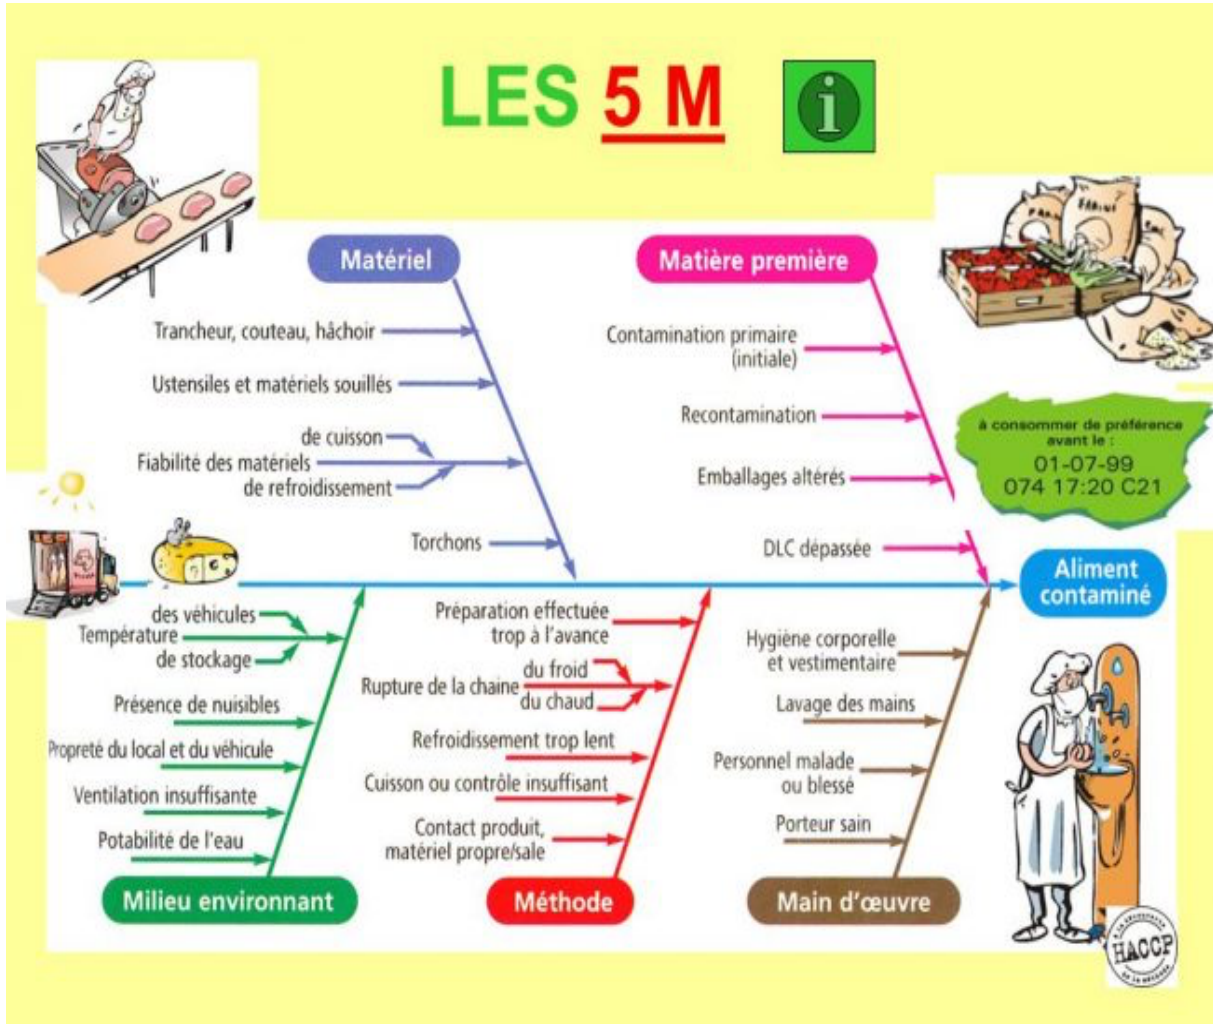 LES 5 M
i
Matériel
Trancheur, couteau, hâchoir
Ustensiles et matériels souillés
de cuisson
Fiabilité des matériels
de refroidissement
Torchons
Matière première
Contamination primaire
(initiale)
Recontamination
Emballages altérés
DLC dépassée
FARINE
à consommer de préférence
avant le :
01-07-99
074 17:20 C21
Aliment
contaminé
des véhicules
Température
de stockage
Présence de nuisibles
Propreté du local et du véhicule
Ventilation insuffisante
Potabilité de l'eau
Milieu environnant
Préparation effectuée
trop à l'avance
du froid
Rupture de la chaine
du chaud
Refroidissement trop lent
Cuisson ou contrôle insuffisant
Contact produit,
matériel propre/sale
Méthode
Hygiène corporelle
et vestimentaire
Lavage des mains
Personnel malade
ou blessé
Porteur sain
Main d'œuvre
HACCP